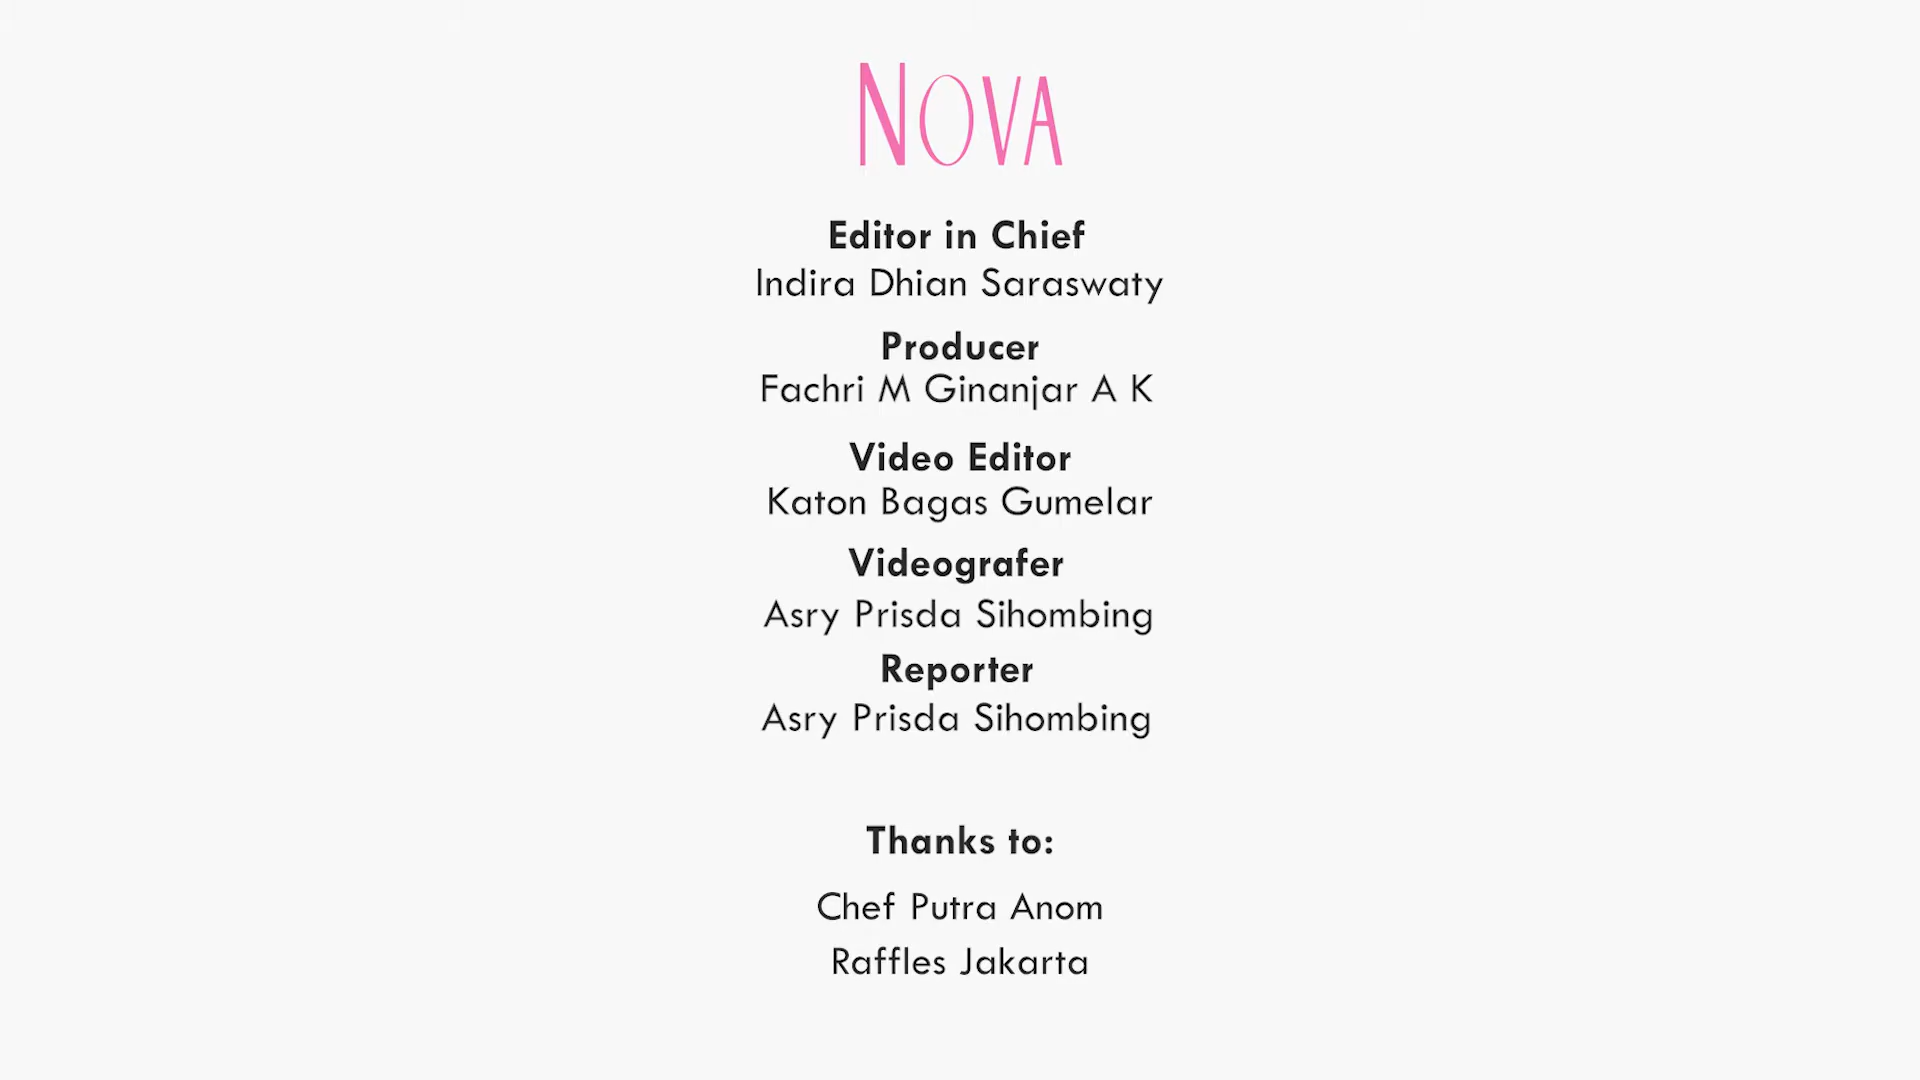 NOVA
Editor in Chief
Indira Dhian Saraswaty
Producer
Fachri M Ginanjar A K
Video Editor
Katon Bagas Gumelar
Videografer
Asry Prisda Sihombing
Reporter
Asry Prisda Sihombing
Thanks to:
Chef Putra Anom
Raffles Jakarta